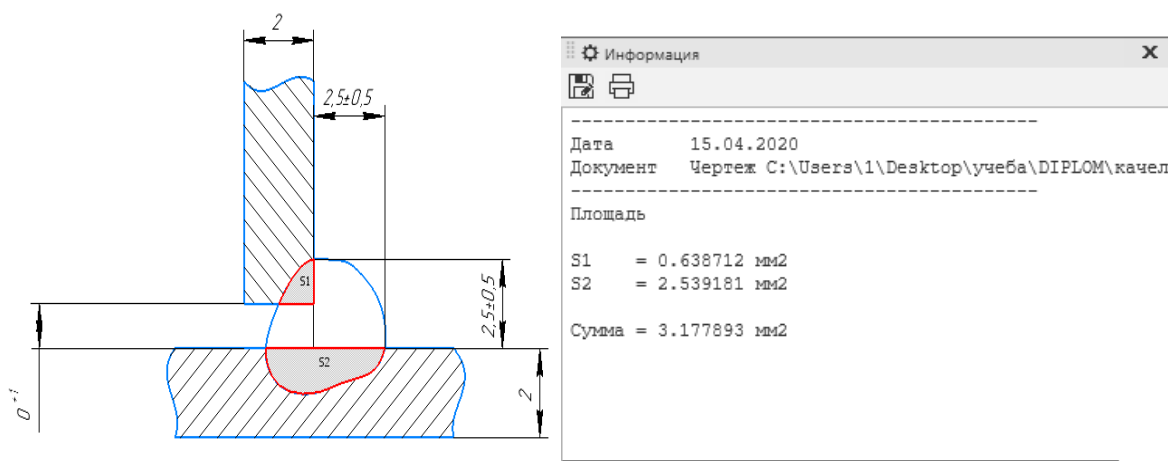 2
2,5±0,5
S1
2,5±0,5
S2
0⁺¹
2
Информация
X
--------------------------------------------
Дата 15.04.2020
Документ Чертеж C:\Users\1\Desktop\учеба\DIPLOM\качел
--------------------------------------------
Площадь
S1 = 0.638712 мм2
S2 = 2.539181 мм2
Сумма = 3.177893 мм2